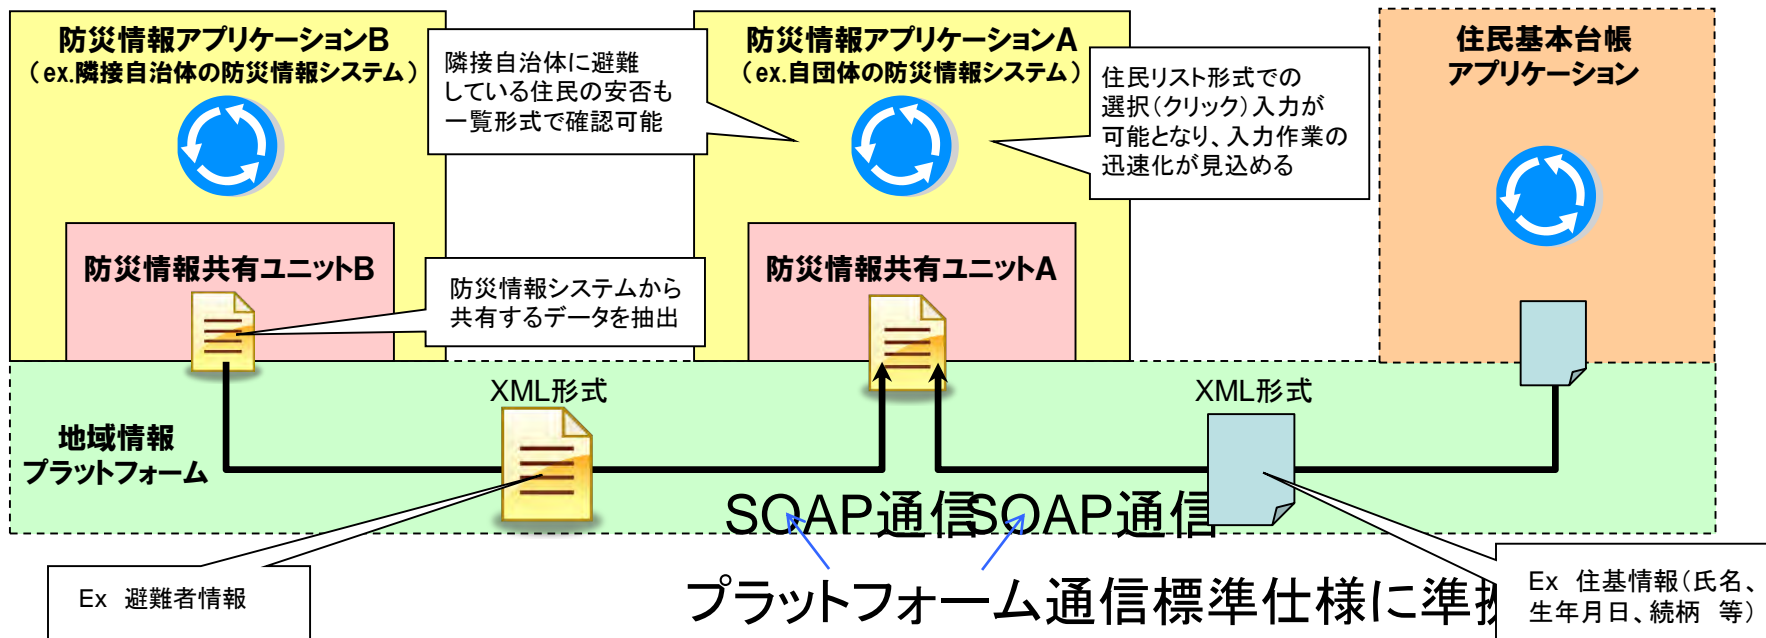 防災情報アプリケーションB
（ex.隣接自治体の防災情報システム）
隣接自治体に避難
している住民の安否も
一覧形式で確認可能
防災情報アプリケーションA
（ex.自団体の防災情報システム）
住民リスト形式での
選択（クリック）入力が
可能となり、入力作業の
迅速化が見込める
住民基本台帳
アプリケーション
防災情報共有ユニットB
防災情報システムから
共有するデータを抽出
防災情報共有ユニットA
地域情報
プラットフォーム
XML形式
XML形式
SOAP通信
SOAP通信
プラットフォーム通信標準仕様に準拠
Ex 避難者情報
Ex 住基情報（氏名、
生年月日、続柄 等）